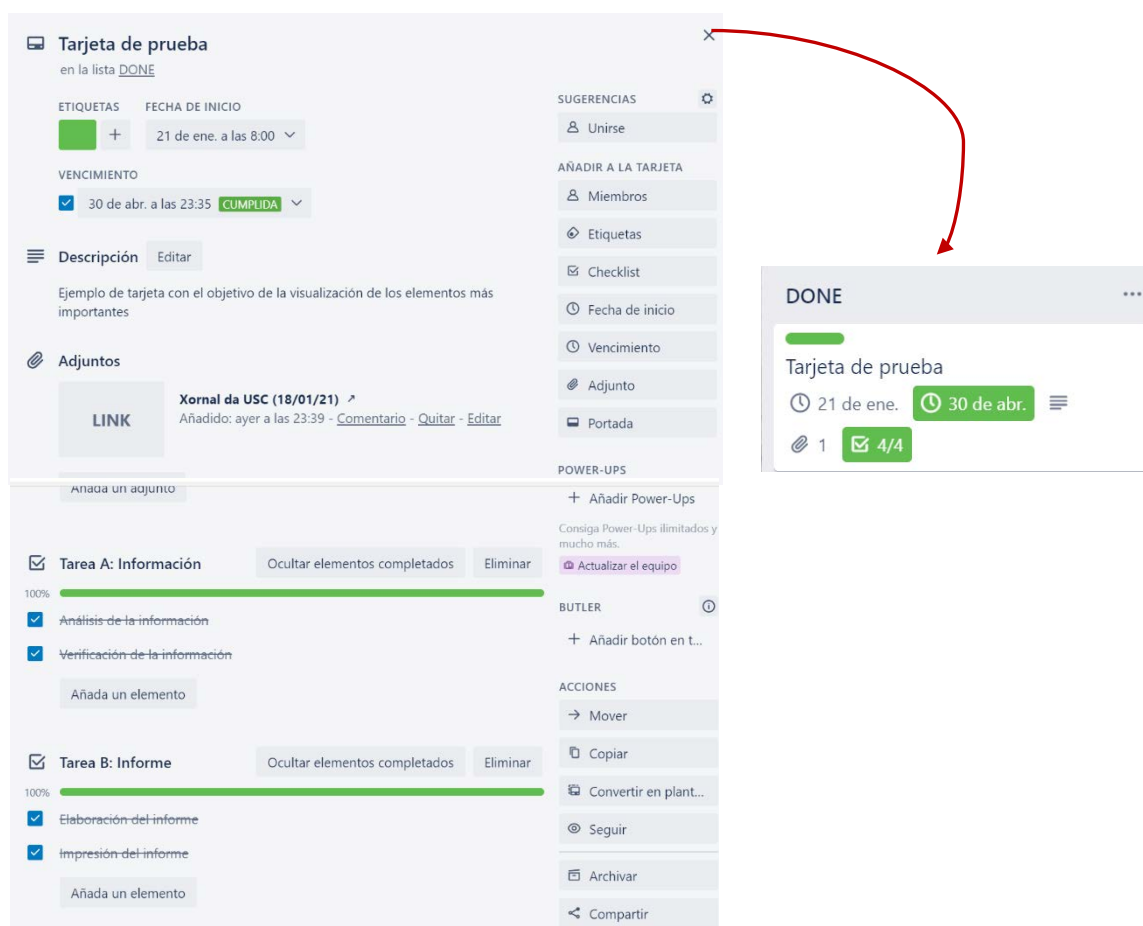 Tarjeta de prueba
en la lista DONE
ETIQUETAS FECHA DE INICIO
+ 21 de ene. a las 8:00
VENCIMIENTO
30 de abr. a las 23:35 CUMPLIDA
Descripción Editar
Ejemplo de tarjeta con el objetivo de la visualización de los elementos más
importantes
Adjuntos
LINK
Xornal da USC (18/01/21) ↗
Añadido: ayer a las 23:39 - Comentario - Quitar - Editar
Añada un adjunto
Tarea A: Información Ocultar elementos completados Eliminar
100%
Análisis de la información
Verificación de la información
Añada un elemento
Tarea B: Informe Ocultar elementos completados Eliminar
100%
Elaboración del informe
Impresión del informe
Añada un elemento
SUGERENCIAS
Unirse
AÑADIR A LA TARJETA
Miembros
Etiquetas
Checklist
Fecha de inicio
Vencimiento
Adjunto
Portada
POWER-UPS
+ Añadir Power-Ups
Consiga Power-Ups ilimitados y
mucho más.
Actualizar el equipo
BUTLER
+ Añadir botón en t...
ACCIONES
→ Mover
Copiar
Convertir en plant...
Seguir
Archivar
Compartir
DONE ...
Tarjeta de prueba
21 de ene. 30 de abr.
1 4/4